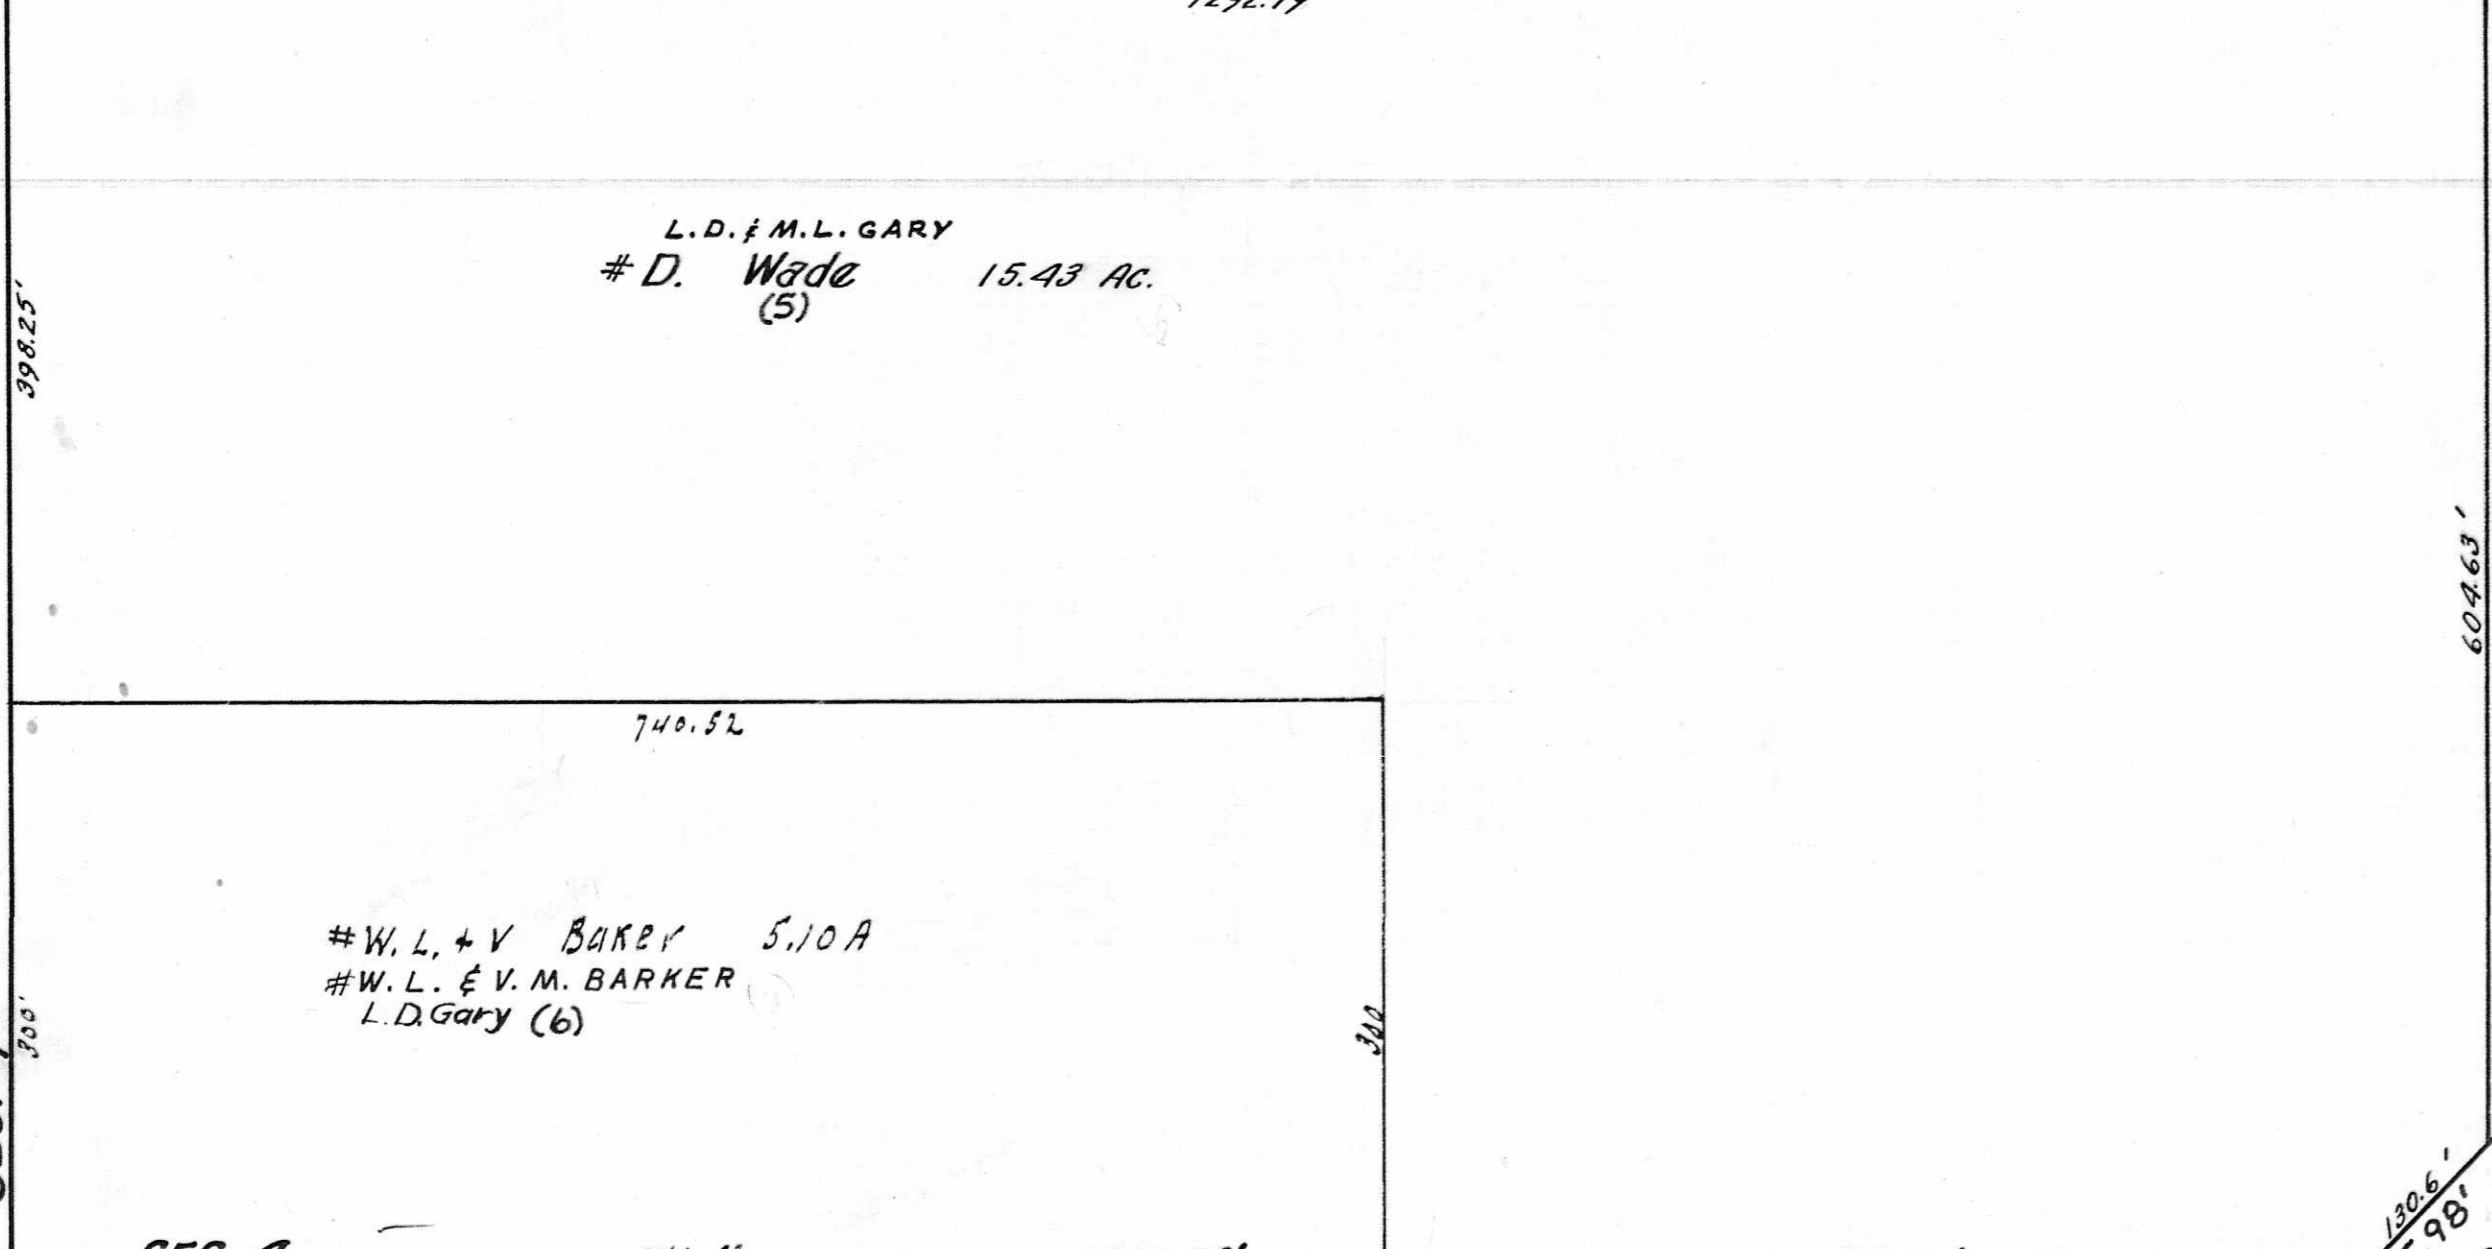 L.D. & M.L. GARY
# D. Wade 15.43 Ac.
(5)
398.25'
604.63'
740.52
# W. L. + V Baker 5.10 A
# W. L. & V. M. BARKER
L.D. Gary (6)
300'
300
130.6'
98'